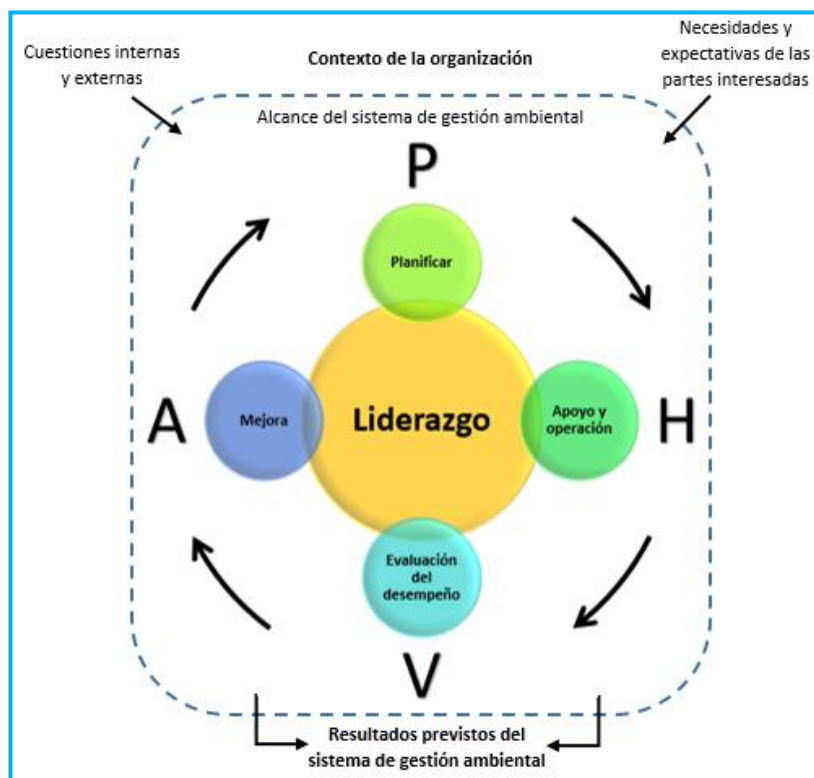 Cuestiones internas
y externas
Contexto de la organización
Necesidades y
expectativas de las
partes interesadas
Alcance del sistema de gestión ambiental
P
Planificar
A
Mejora
Liderazgo
Apoyo y
operación
H
Evaluación
del
desempeño
V
Resultados previstos del
sistema de gestión ambiental